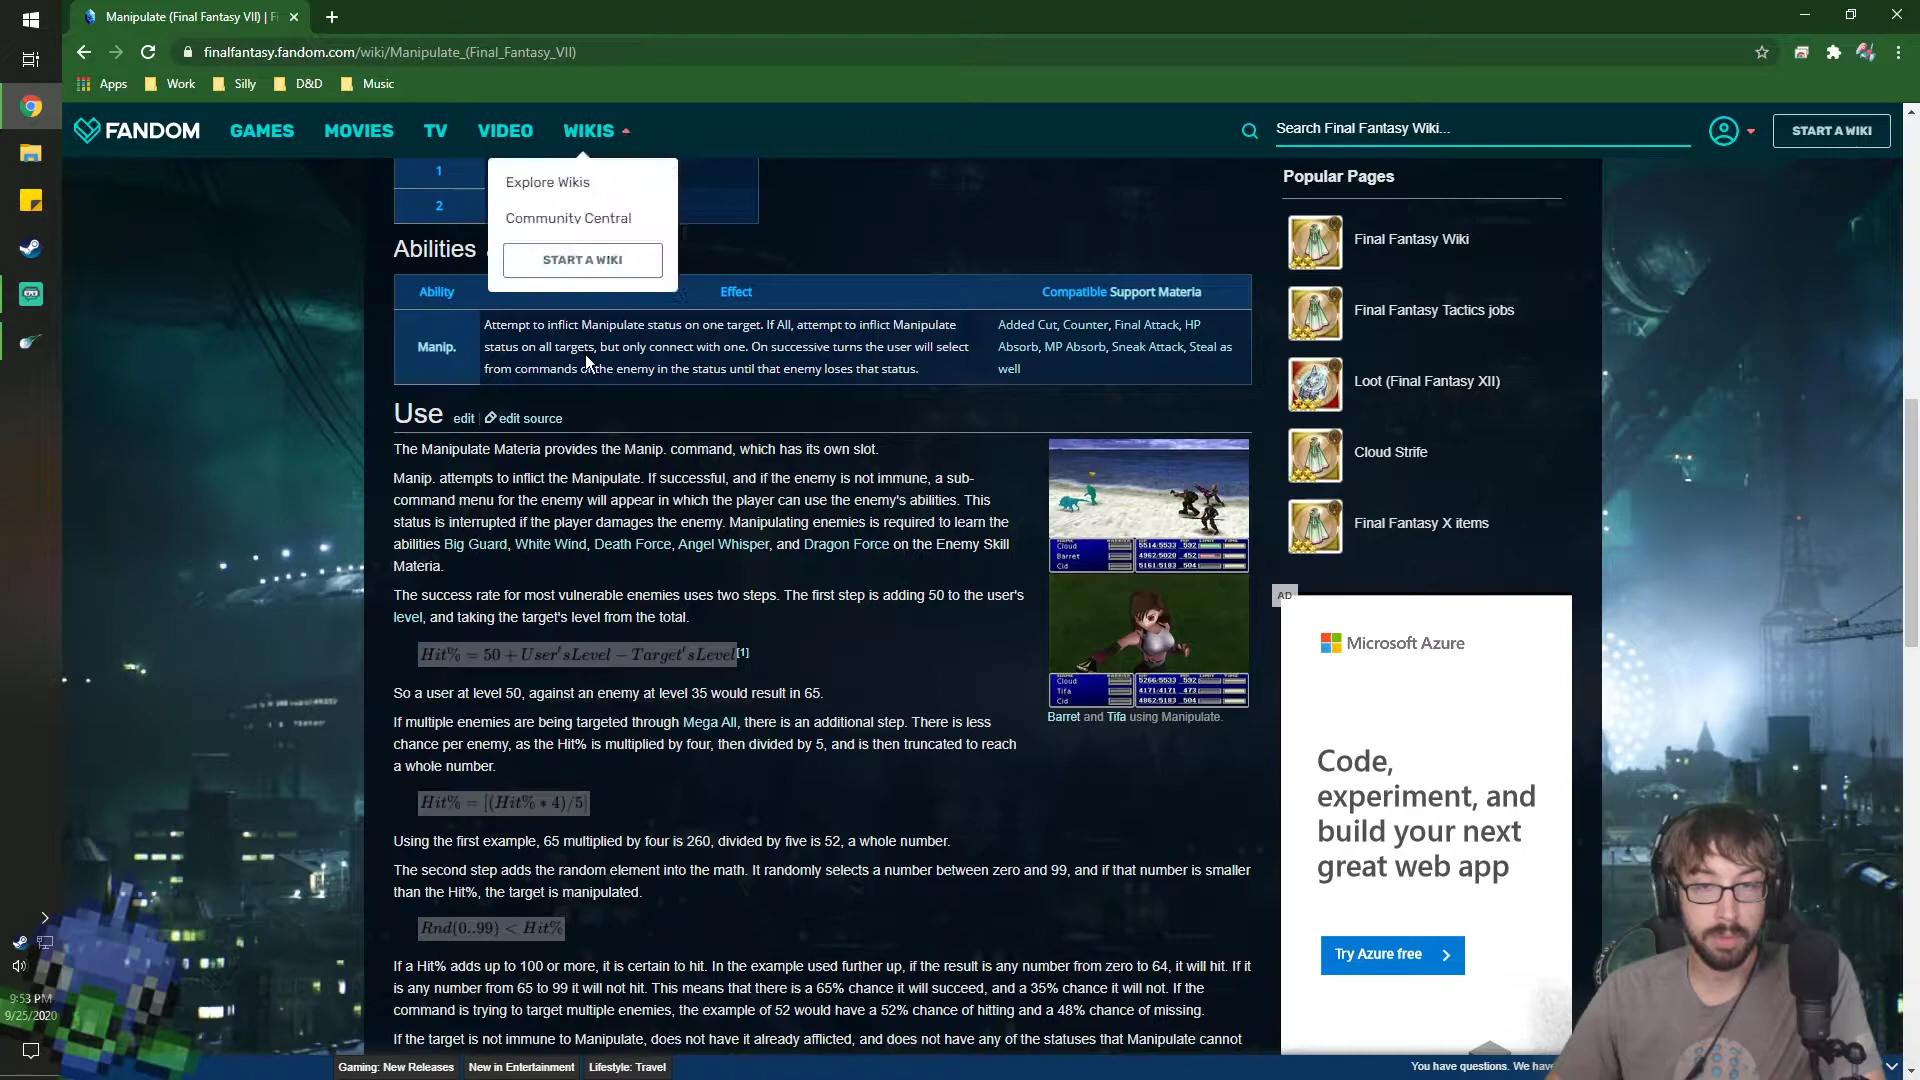 Manipulate (Final Fantasy VII) | Fi
finalfantasy.fandom.com/wiki/Manipulate_(Final_Fantasy_VII)
Apps Work Silly D&D Music
FANDOM GAMES MOVIES TV VIDEO WIKIS Search Final Fantasy Wiki... START A WIKI
Explore Wikis
Community Central
START A WIKI
1
2
Abilities
Ability Effect Compatible Support Materia
Manip.
Attempt to inflict Manipulate status on one target. If All, attempt to inflict Manipulate
status on all targets, but only connect with one. On successive turns the user will select
from commands of the enemy in the status until that enemy loses that status.
Added Cut, Counter, Final Attack, HP
Absorb, MP Absorb, Sneak Attack, Steal as
well
Use edit | edit source
The Manipulate Materia provides the Manip. command, which has its own slot.
Manip. attempts to inflict the Manipulate. If successful, and if the enemy is not immune, a sub-
command menu for the enemy will appear in which the player can use the enemy's abilities. This
status is interrupted if the player damages the enemy. Manipulating enemies is required to learn the
abilities Big Guard, White Wind, Death Force, Angel Whisper, and Dragon Force on the Enemy Skill
Materia.
The success rate for most vulnerable enemies uses two steps. The first step is adding 50 to the user's
level, and taking the target's level from the total.
Hit% = 50 + User'sLevel − Target'sLevel[1]
So a user at level 50, against an enemy at level 35 would result in 65.
If multiple enemies are being targeted through Mega All, there is an additional step. There is less
chance per enemy, as the Hit% is multiplied by four, then divided by 5, and is then truncated to reach
a whole number.
Hit% = [(Hit% * 4)/5]
Using the first example, 65 multiplied by four is 260, divided by five is 52, a whole number.
The second step adds the random element into the math. It randomly selects a number between zero and 99, and if that number is smaller
than the Hit%, the target is manipulated.
Rnd(0..99) < Hit%
If a Hit% adds up to 100 or more, it is certain to hit. In the example used further up, if the result is any number from zero to 64, it will hit. If it
is any number from 65 to 99 it will not hit. This means that there is a 65% chance it will succeed, and a 35% chance it will not. If the
command is trying to target multiple enemies, the example of 52 would have a 52% chance of hitting and a 48% chance of missing.
If the target is not immune to Manipulate, does not have it already afflicted, and does not have any of the statuses that Manipulate cannot
Cloud 5514/5533 592
Barret 4962/5020 452
Cid 5161/5183 504
Cloud 5266/5533 592
Tifa 4171/4171 473
Cid 4862/5183 504
Barret and Tifa using Manipulate.
Popular Pages
Final Fantasy Wiki
Final Fantasy Tactics jobs
Loot (Final Fantasy XII)
Cloud Strife
Final Fantasy X items
AD
Microsoft Azure
Code,
experiment, and
build your next
great web app
Try Azure free
Gaming: New Releases New in Entertainment Lifestyle: Travel
You have questions. We have
9:53 PM
9/25/2020